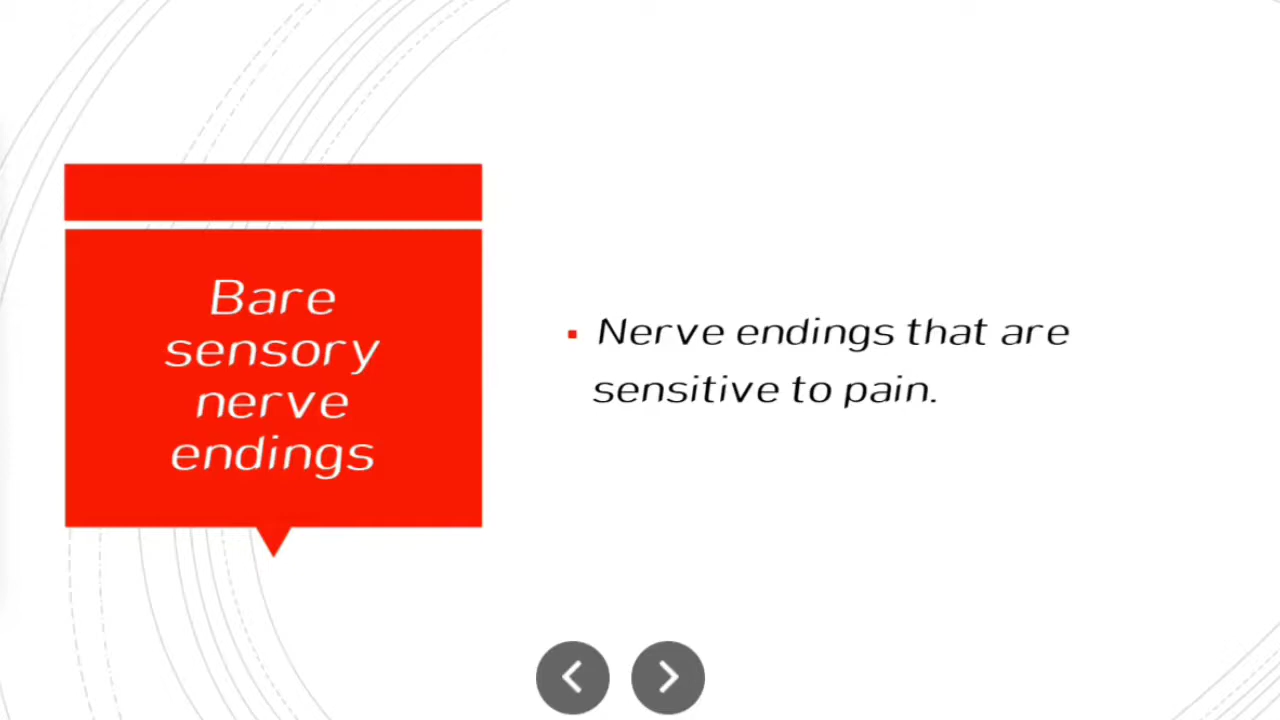 Bare
sensory
nerve
endings
Nerve endings that are
sensitive to pain.